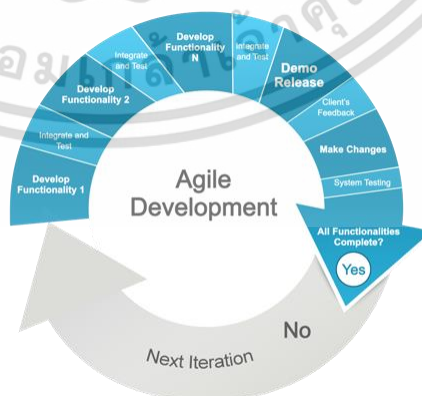 Develop
Functionality 1
Integrate and
Test
Develop
Functionality 2
Integrate
and Test
Develop
Functionality
N
Integrate
and Test
Demo
Release
Client's
Feedback
Make Changes
System Testing
All Functionalities
Complete?
Yes
No
Next Iteration
Agile
Development